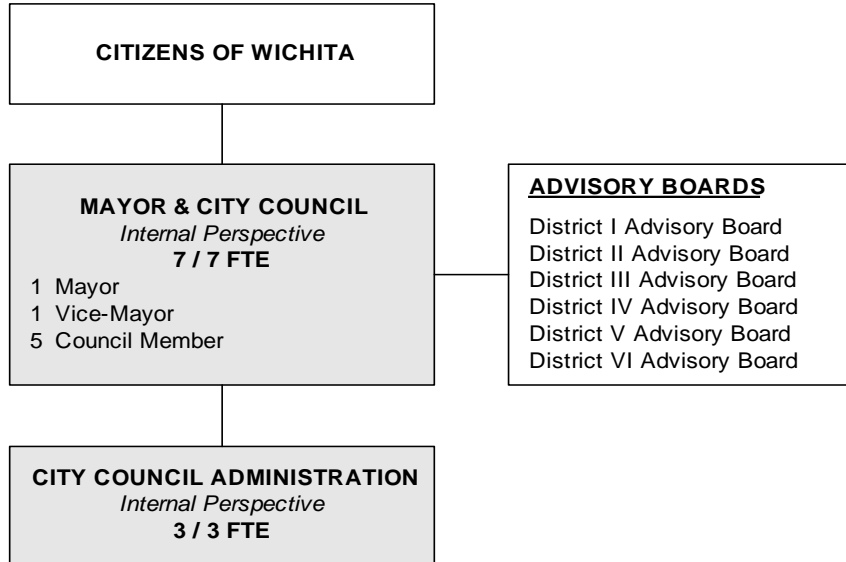 CITIZENS OF WICHITA
MAYOR & CITY COUNCIL
Internal Perspective
7 / 7 FTE
1 Mayor
1 Vice-Mayor
5 Council Member
ADVISORY BOARDS
District I Advisory Board
District II Advisory Board
District III Advisory Board
District IV Advisory Board
District V Advisory Board
District VI Advisory Board
CITY COUNCIL ADMINISTRATION
Internal Perspective
3 / 3 FTE